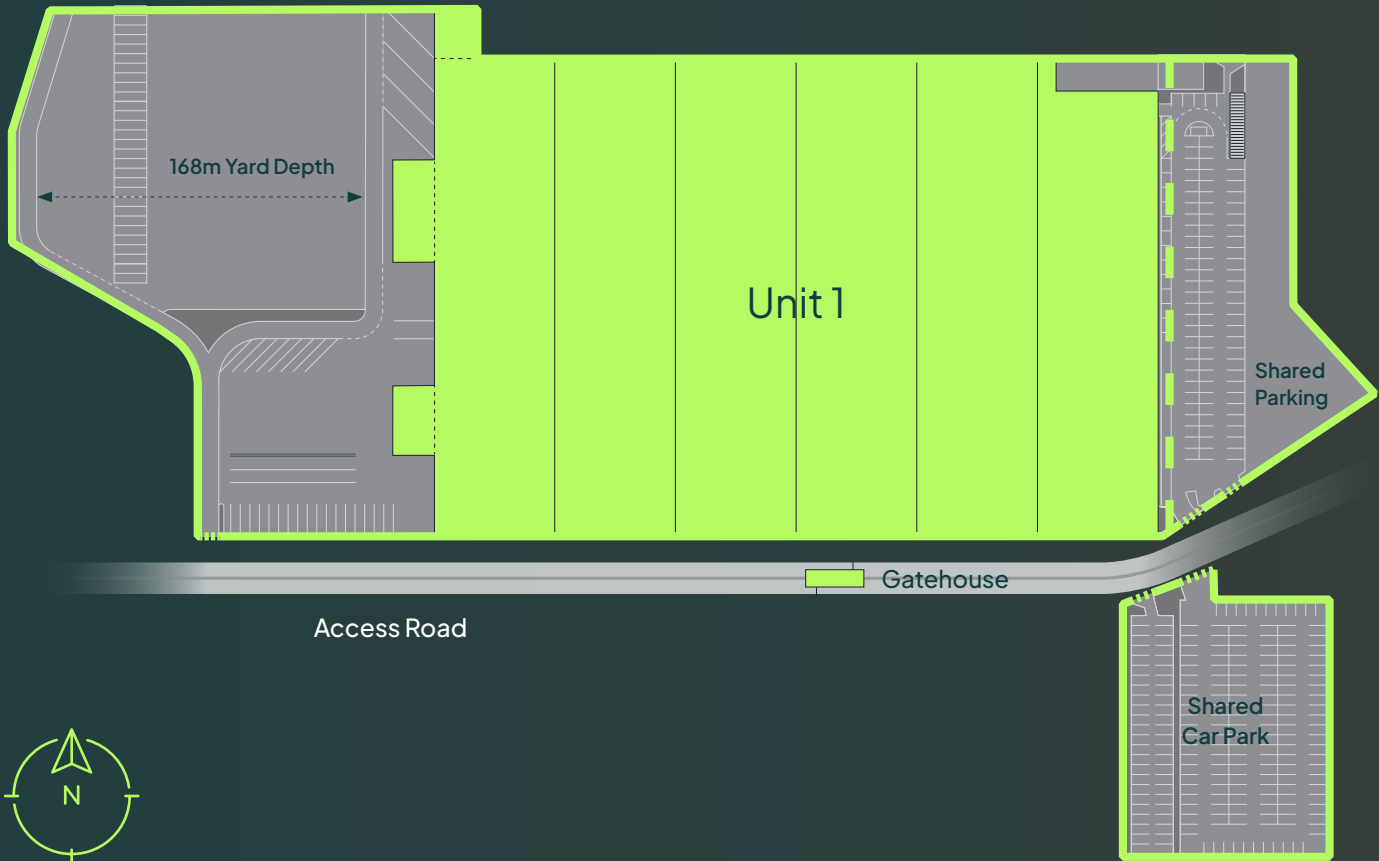 168m Yard Depth
Unit 1
Shared
Parking
Gatehouse
Access Road
Shared
Car Park
N